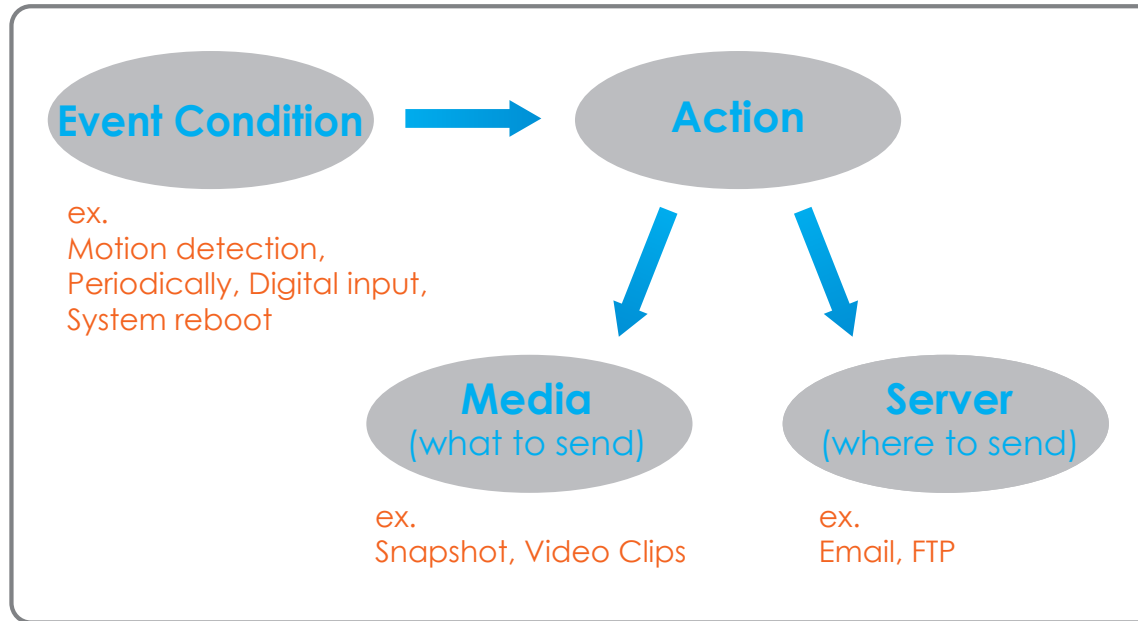 Event Condition
Action
ex.
Motion detection,
Periodically, Digital input,
System reboot
Media
(what to send)
Server
(where to send)
ex.
Snapshot, Video Clips
ex.
Email, FTP